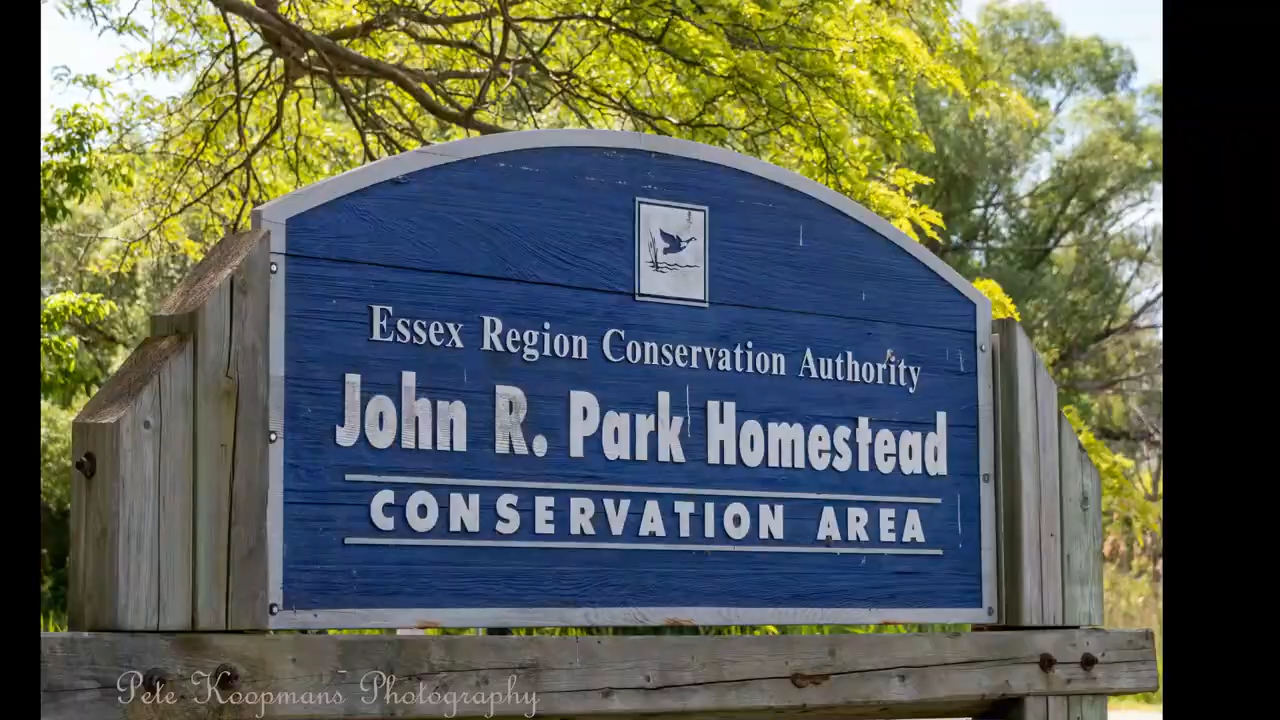 Essex Region Conservation Authority
John R. Park Homestead
CONSERVATION AREA
Pete Koopmans Photography